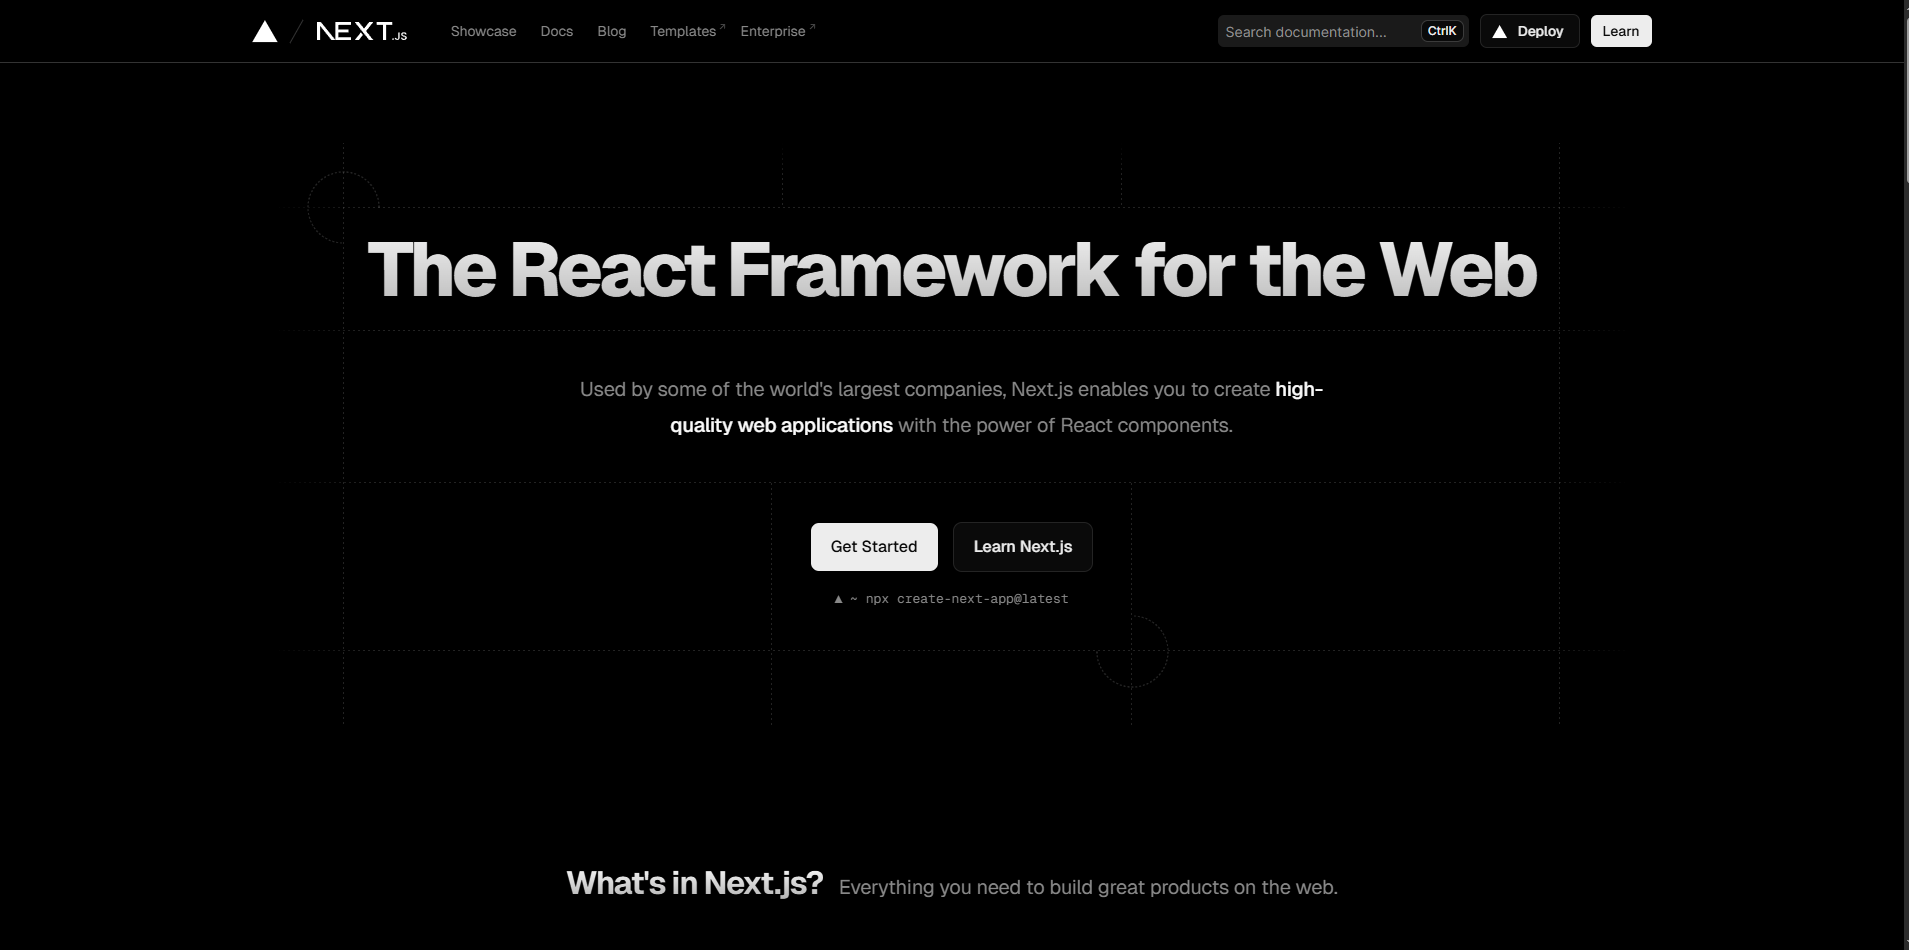 NEXT.JS
Showcase
Docs
Blog
Templates
Enterprise
Search documentation...
CtrlK
Deploy
Learn
The React Framework for the Web
Used by some of the world's largest companies, Next.js enables you to create high-
quality web applications with the power of React components.
Get Started
Learn Next.js
▲ ~ npx create-next-app@latest
What's in Next.js?
Everything you need to build great products on the web.